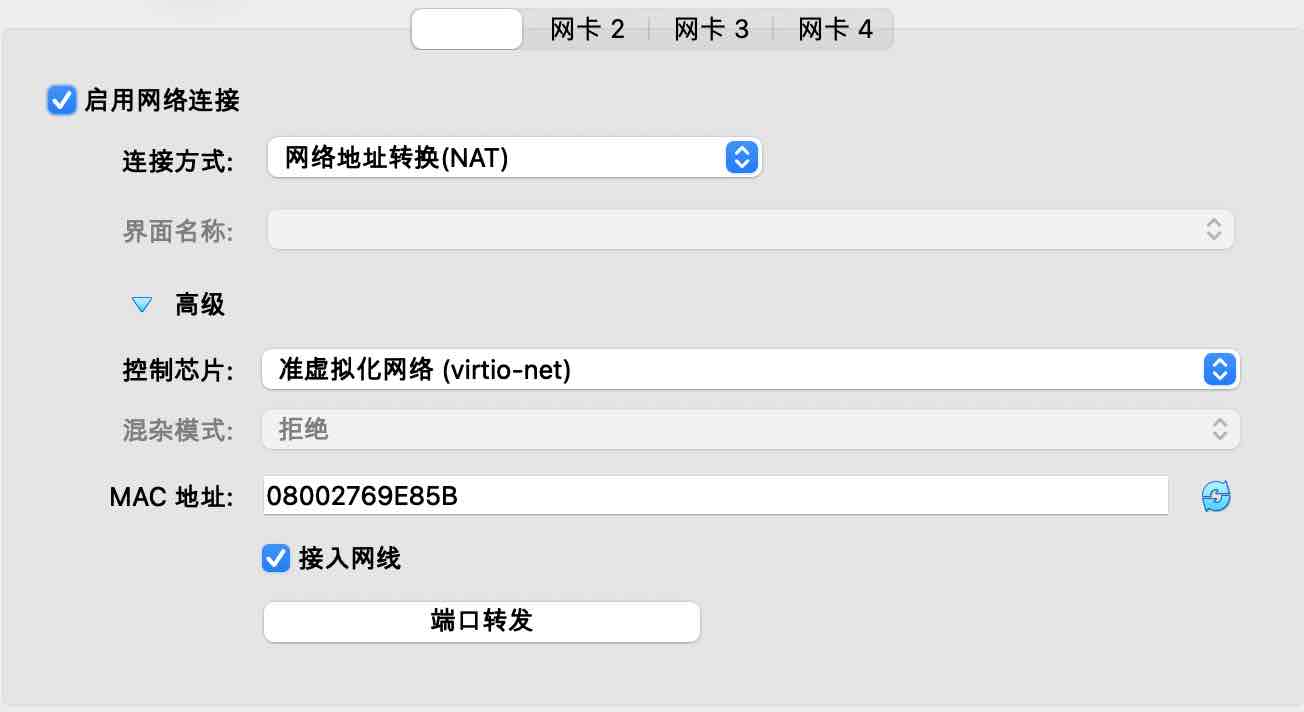 网卡 2 网卡 3 网卡 4
启用网络连接
连接方式: 网络地址转换(NAT)
界面名称:
高级
控制芯片: 准虚拟化网络 (virtio-net)
混杂模式: 拒绝
MAC 地址: 08002769E85B
接入网线
端口转发